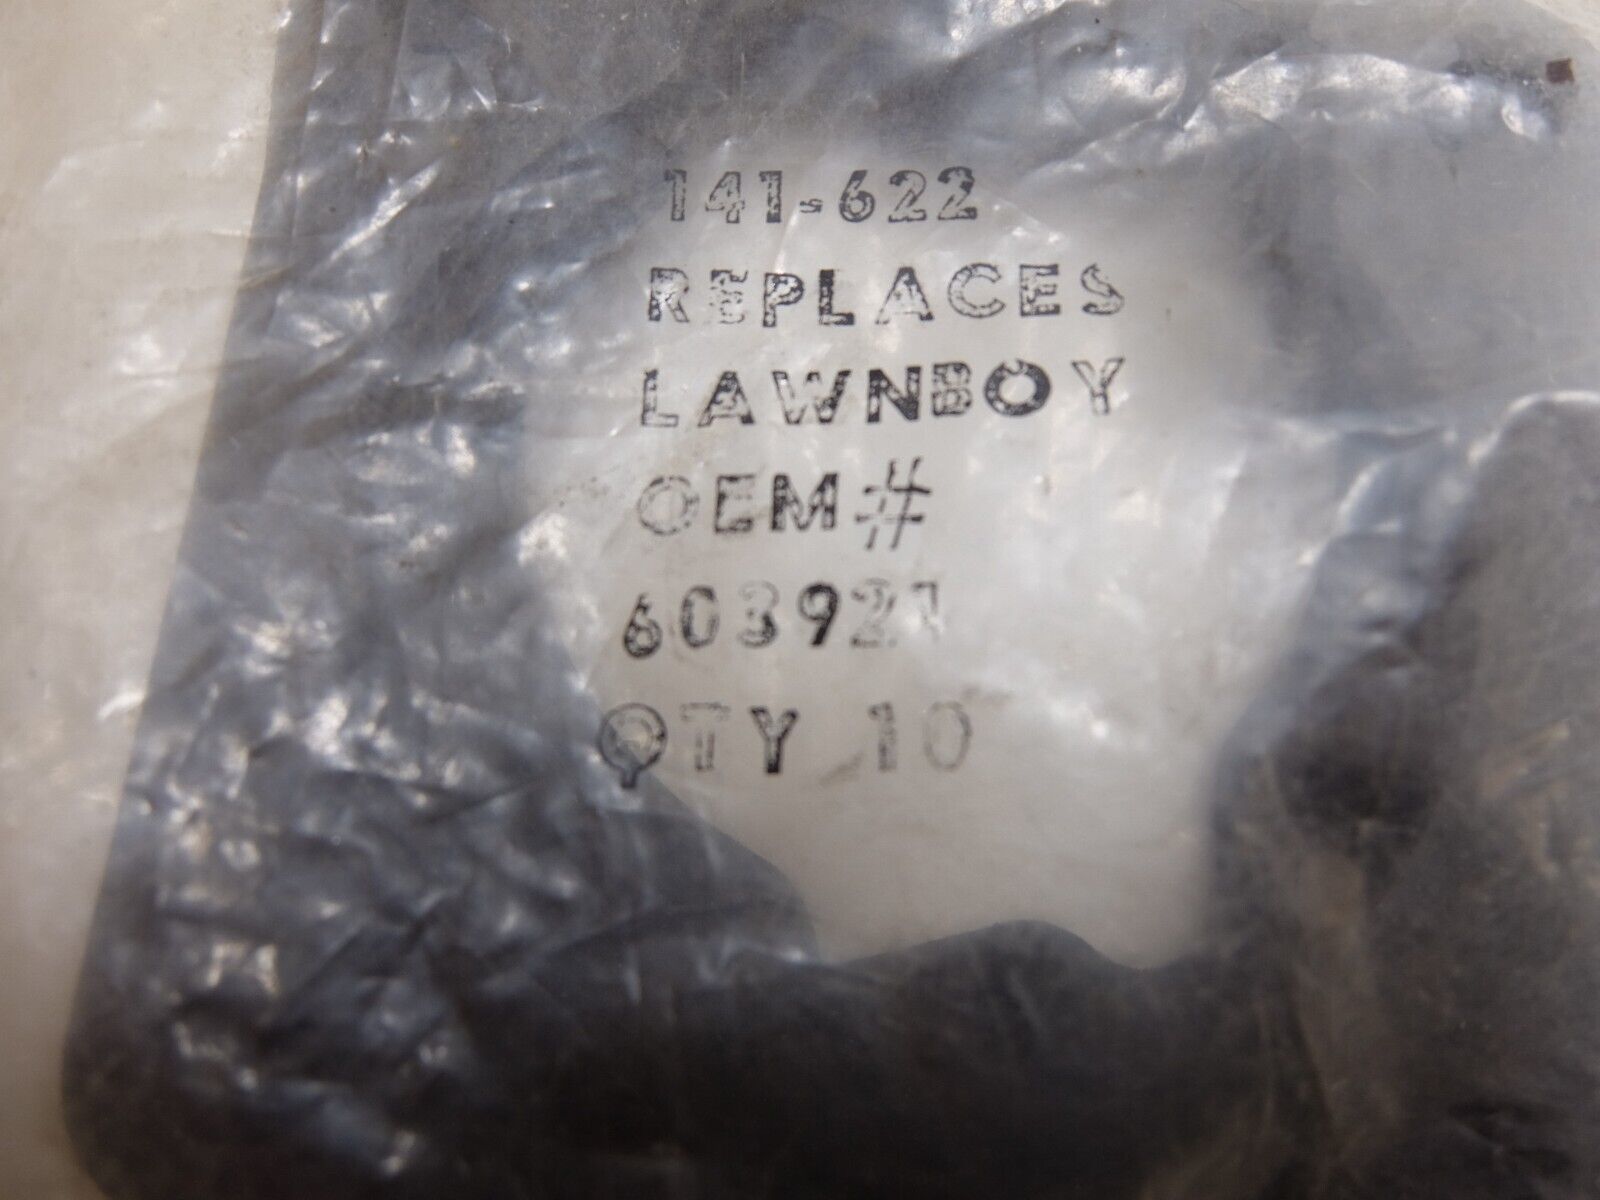 141-622
REPLACES
LAWNBOY
OEM#
603921
QTY 10